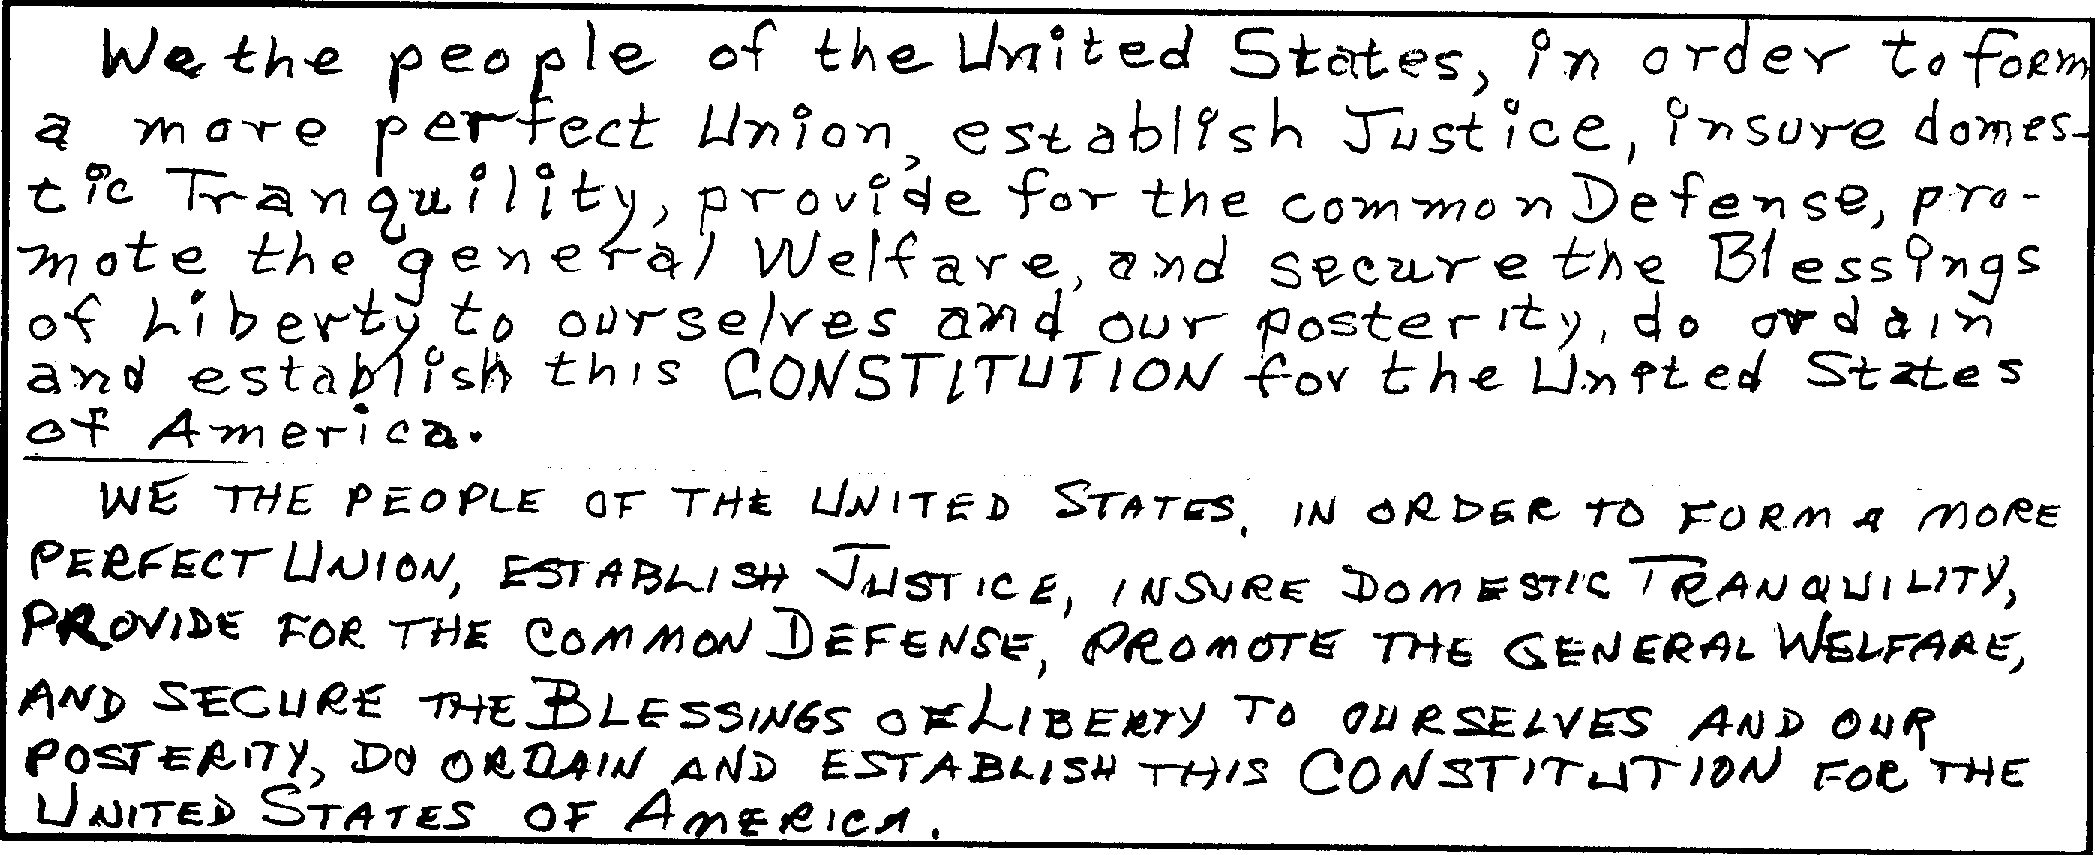 We the people of the United States, in order to form
a more perfect Union, establish Justice, insure domes-
tic Tranquility, provide for the common Defense, pro-
mote the general Welfare, and secure the Blessings
of Liberty to ourselves and our posterity, do ordain
and establish this CONSTITUTION for the United States
of America.
WE THE PEOPLE OF THE UNITED STATES, IN ORDER TO FORM A MORE
PERFECT UNION, ESTABLISH JUSTICE, INSURE DOMESTIC TRANQUILITY,
PROVIDE FOR THE COMMON DEFENSE, PROMOTE THE GENERAL WELFARE,
AND SECURE THE BLESSINGS OF LIBERTY TO OURSELVES AND OUR
POSTERITY, DO ORDAIN AND ESTABLISH THIS CONSTITUTION FOR THE
UNITED STATES OF AMERICA.